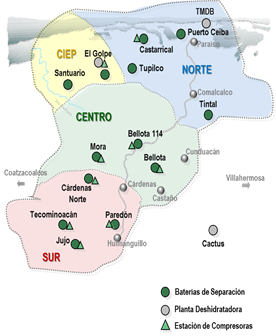 TMDB
CIEP
El Golpe
Castarrical
Puerto Ceiba
Paraíso
Santuario
Tupilco
NORTE
Comalcalco
Tintal
CENTRO
Bellota 114
Mora
Bellota
Cunduacán
Coatzacoalcos
Cárdenas
Norte
Cárdenas
Castaño
Villahermosa
Tecominoacán
Paredón
Jujo
Huimanguillo
SUR
Cactus
Baterías de Separación
Planta Deshidratadora
Estación de Compresoras